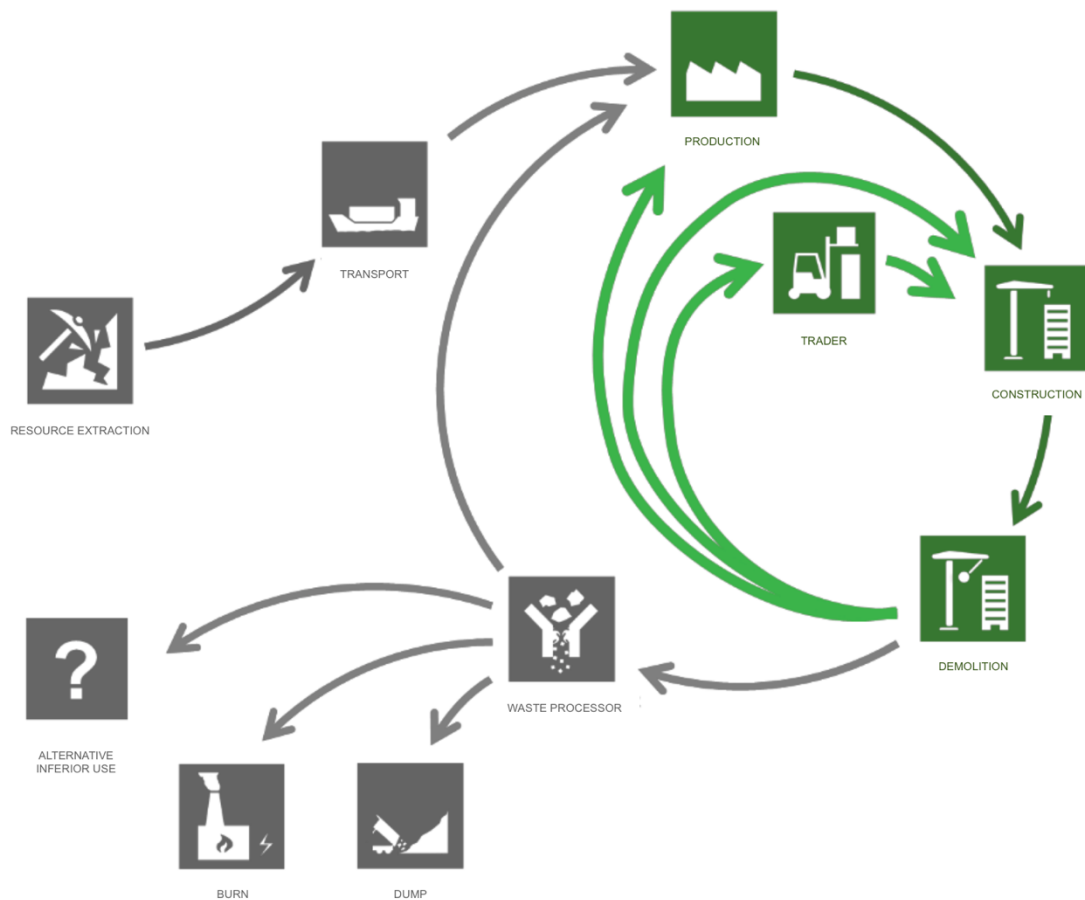 PRODUCTION
TRANSPORT
TRADER
CONSTRUCTION
RESOURCE EXTRACTION
DEMOLITION
WASTE PROCESSOR
ALTERNATIVE
INFERIOR USE
BURN
DUMP